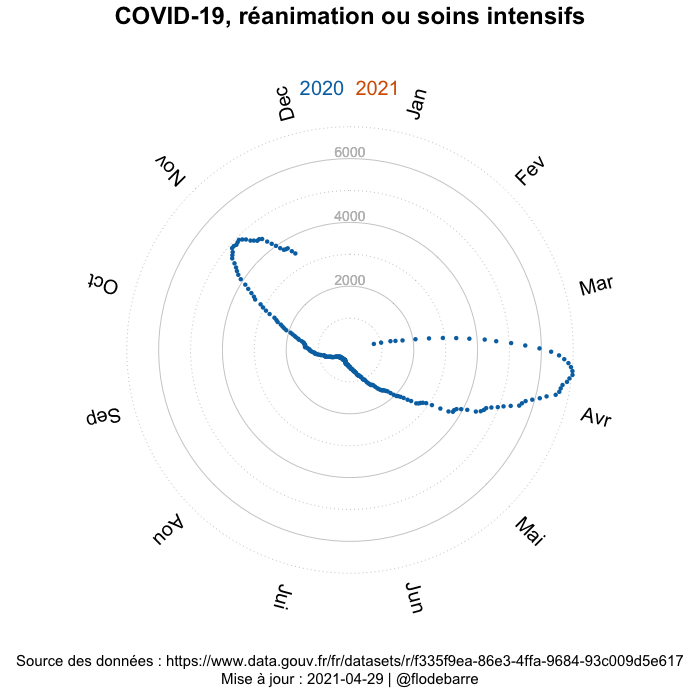 COVID-19, réanimation ou soins intensifs
2020 2021
Dec
Jan
Nov
Fev
6000
4000
Oct
2000
Mar
Sep
Avr
Aou
Mai
Jui
Jun
Source des données : https://www.data.gouv.fr/fr/datasets/r/f335f9ea-86e3-4ffa-9684-93c009d5e617
Mise à jour : 2021-04-29 | @flodebarre